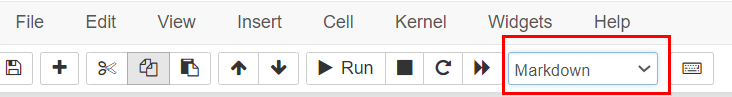 File Edit View Insert Cell Kernel Widgets Help
Run Markdown